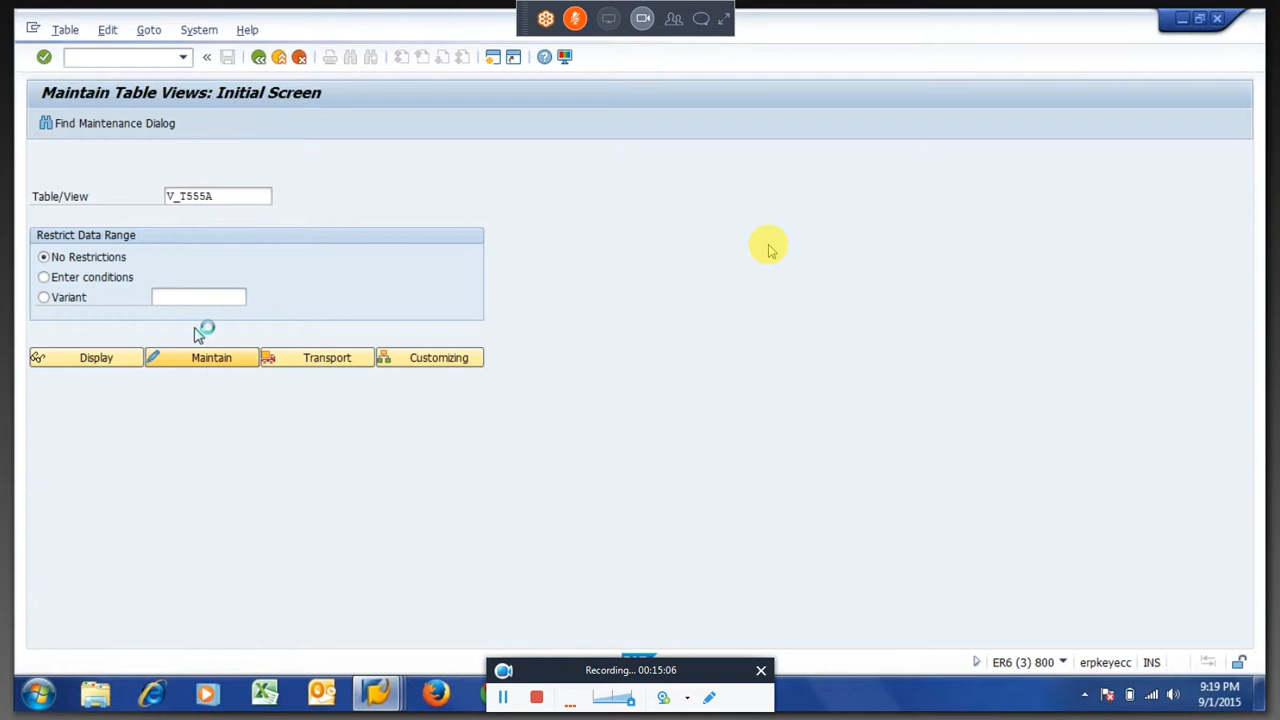 Table Edit Goto System Help
Maintain Table Views: Initial Screen
Find Maintenance Dialog
Table/View V_T555A
Restrict Data Range
No Restrictions
Enter conditions
Variant
Display Maintain Transport Customizing
Recording... 00:15:06
ER6 (3) 800 erpkeyecc INS
9:19 PM
9/1/2015